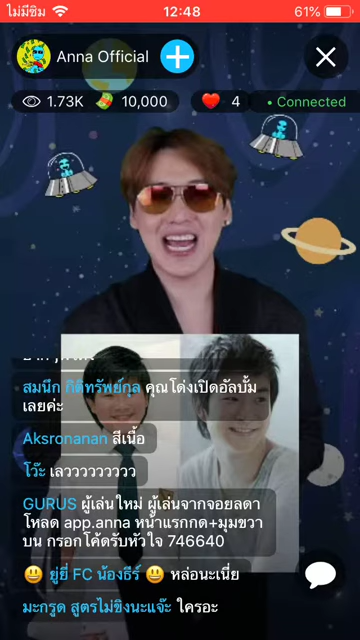 ไม่มีซิม 12:48 61%
Anna Official
1.73K 10,000 4 • Connected
สมนึก กิติทรัพย์กุล คุณโด่งเปิดอัลบั้ม
เลยค่ะ
Aksronanan สีเนื้อ
โว๊ะ เลววววววววว
GURUS ผู้เล่นใหม่ ผู้เล่นจากจอยลดา
โหลด app.anna หน้าแรกกด+มุมขวา
บน กรอกโค้ดรับหัวใจ 746640
😃 ยูยี่ FC น้องธีร์ 😃 หล่อนะเนี่ย
มะกรูด สูตรไม่ขิงนะแจ๊ะ ใครอะ